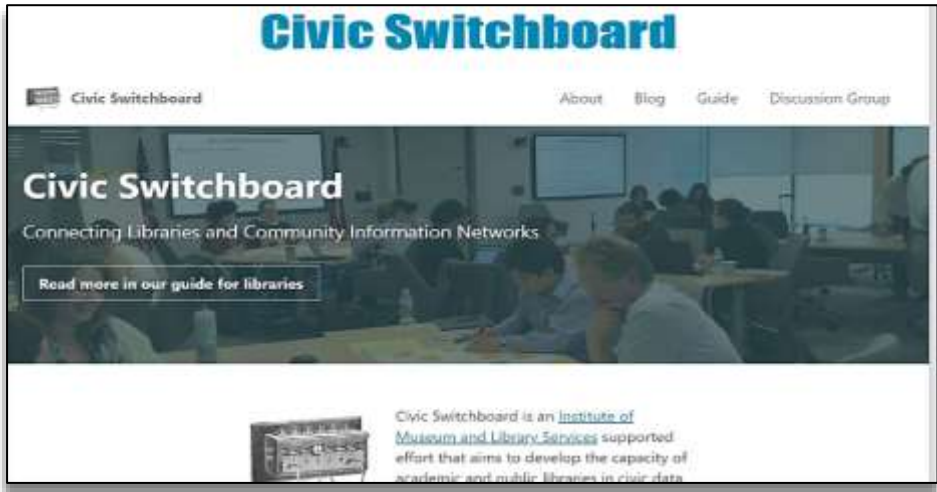 Civic Switchboard
Civic Switchboard
About Blog Guide Discussion Group
Civic Switchboard
Connecting Libraries and Community Information Networks
Read more in our guide for libraries
Civic Switchboard is an Institute of
Museum and Library Services supported
effort that aims to develop the capacity of
academic and public libraries in civic data